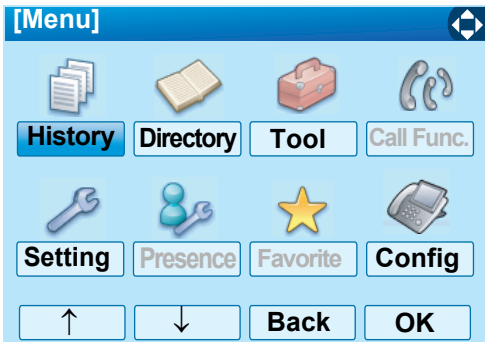 [Menu]
History Directory Tool Call Func.
Setting Presence Favorite Config
↑ ↓ Back OK